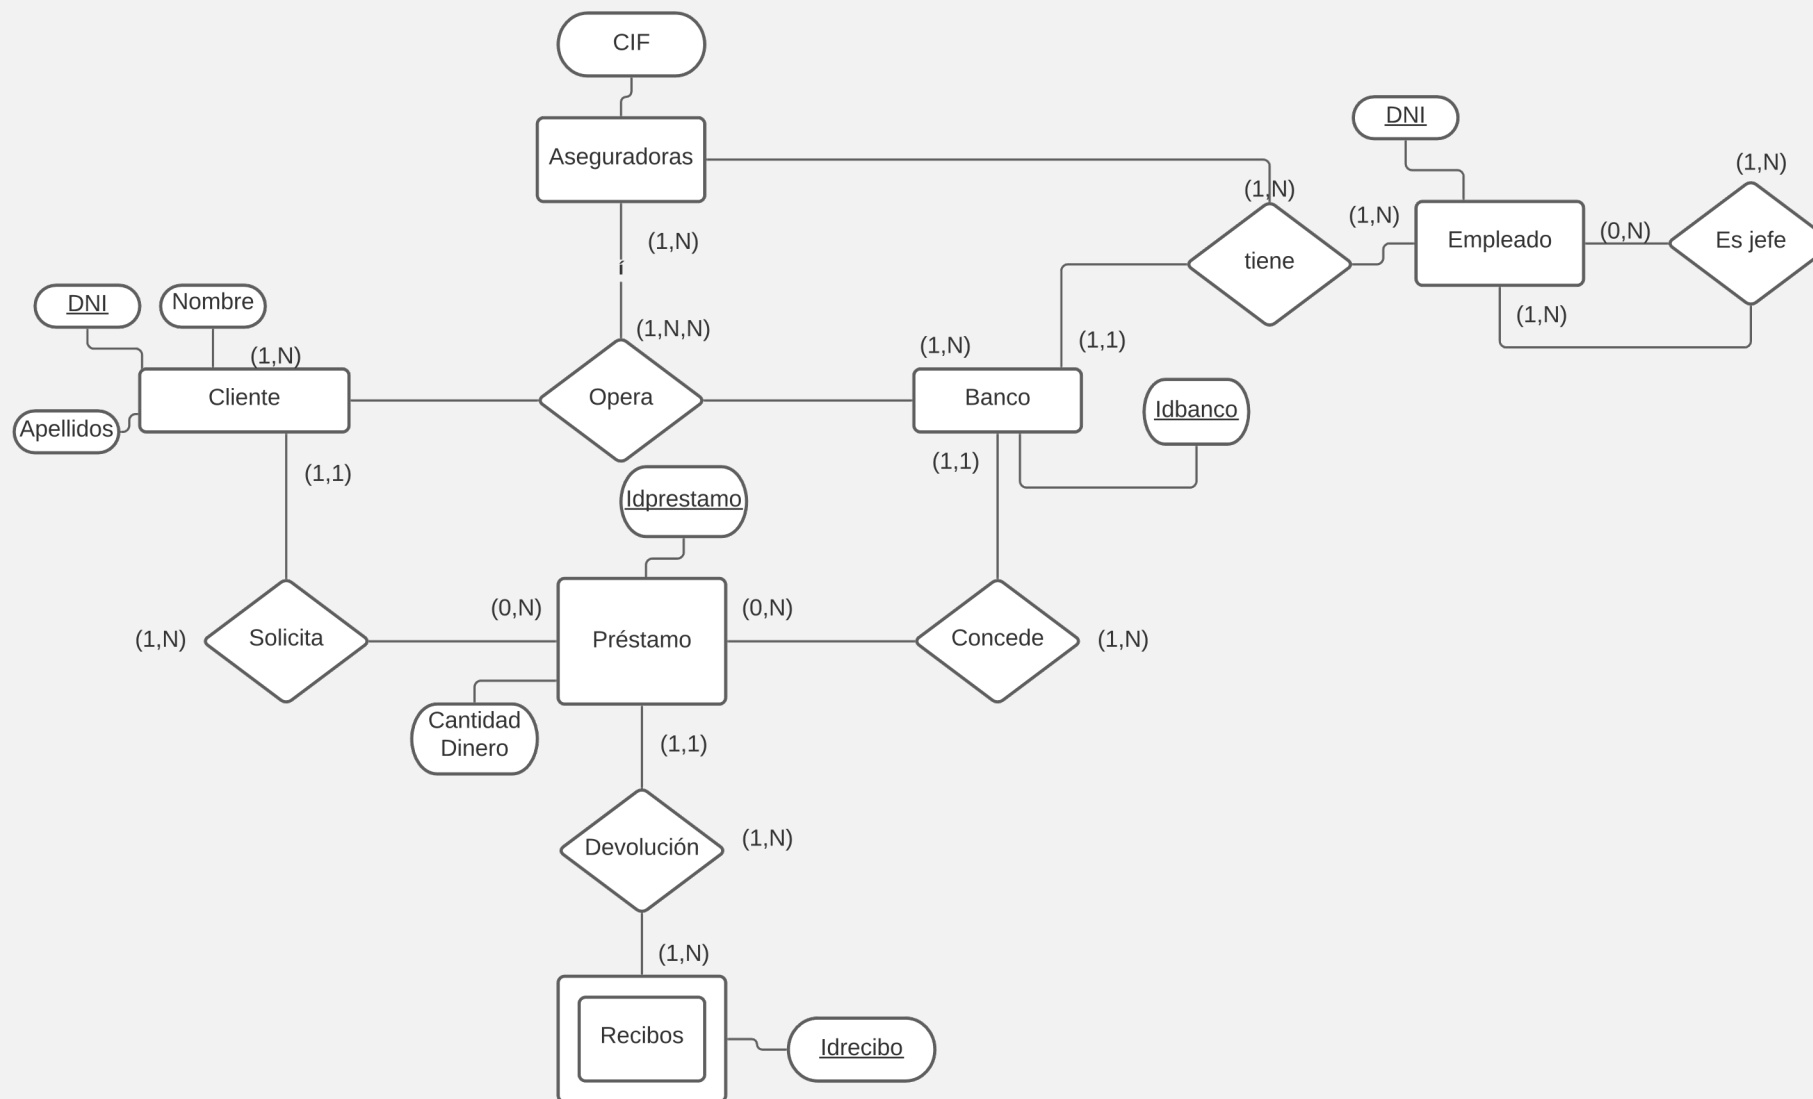 CIF
DNI
Aseguradoras
(1,N)
(1,N)
(1,N)
(1,N)
Empleado
(0,N)
Es jefe
(1,N)
tiene
í
DNI
Nombre
(1,N)
(1,N,N)
(1,N)
(1,1)
(1,N)
Cliente
Opera
Banco
Idbanco
Apellidos
(1,1)
(1,1)
Idprestamo
(0,N)
(0,N)
(1,N)
Solicita
Préstamo
Concede
(1,N)
Cantidad
Dinero
(1,1)
Devolución
(1,N)
(1,N)
Recibos
Idrecibo